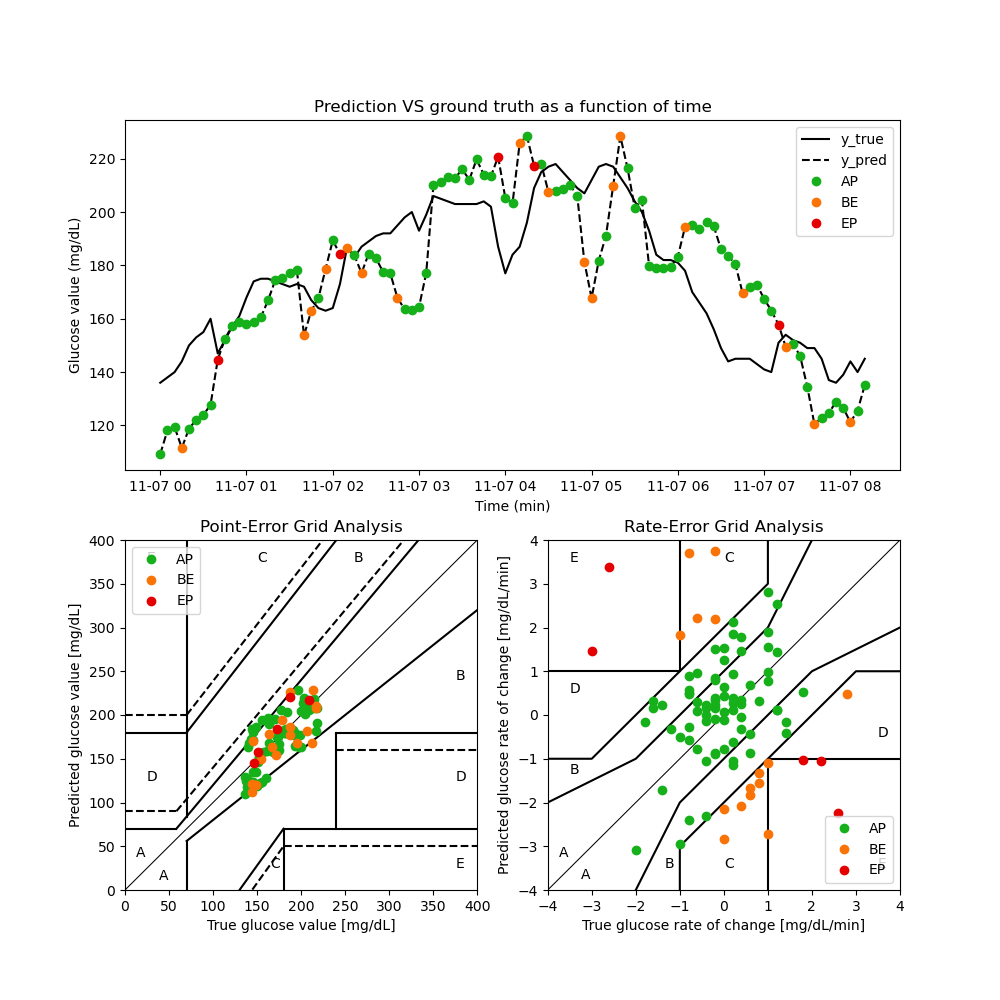 Prediction VS ground truth as a function of time
Glucose value (mg/dL)
220
200
180
160
140
120
y_true
y_pred
AP
BE
EP
11-07 00 11-07 01 11-07 02 11-07 03 11-07 04 11-07 05 11-07 06 11-07 07 11-07 08
Time (min)
Point-Error Grid Analysis
Predicted glucose value [mg/dL]
400
350
300
250
200
150
100
50
0
AP
BE
EP
E
C
B
B
D
D
A
A
C
E
0 50 100 150 200 250 300 350 400
True glucose value [mg/dL]
Rate-Error Grid Analysis
Predicted glucose rate of change [mg/dL/min]
4
3
2
1
0
−1
−2
−3
−4
E
C
D
D
B
A
A
B
C
E
AP
BE
EP
−4 −3 −2 −1 0 1 2 3 4
True glucose rate of change [mg/dL/min]